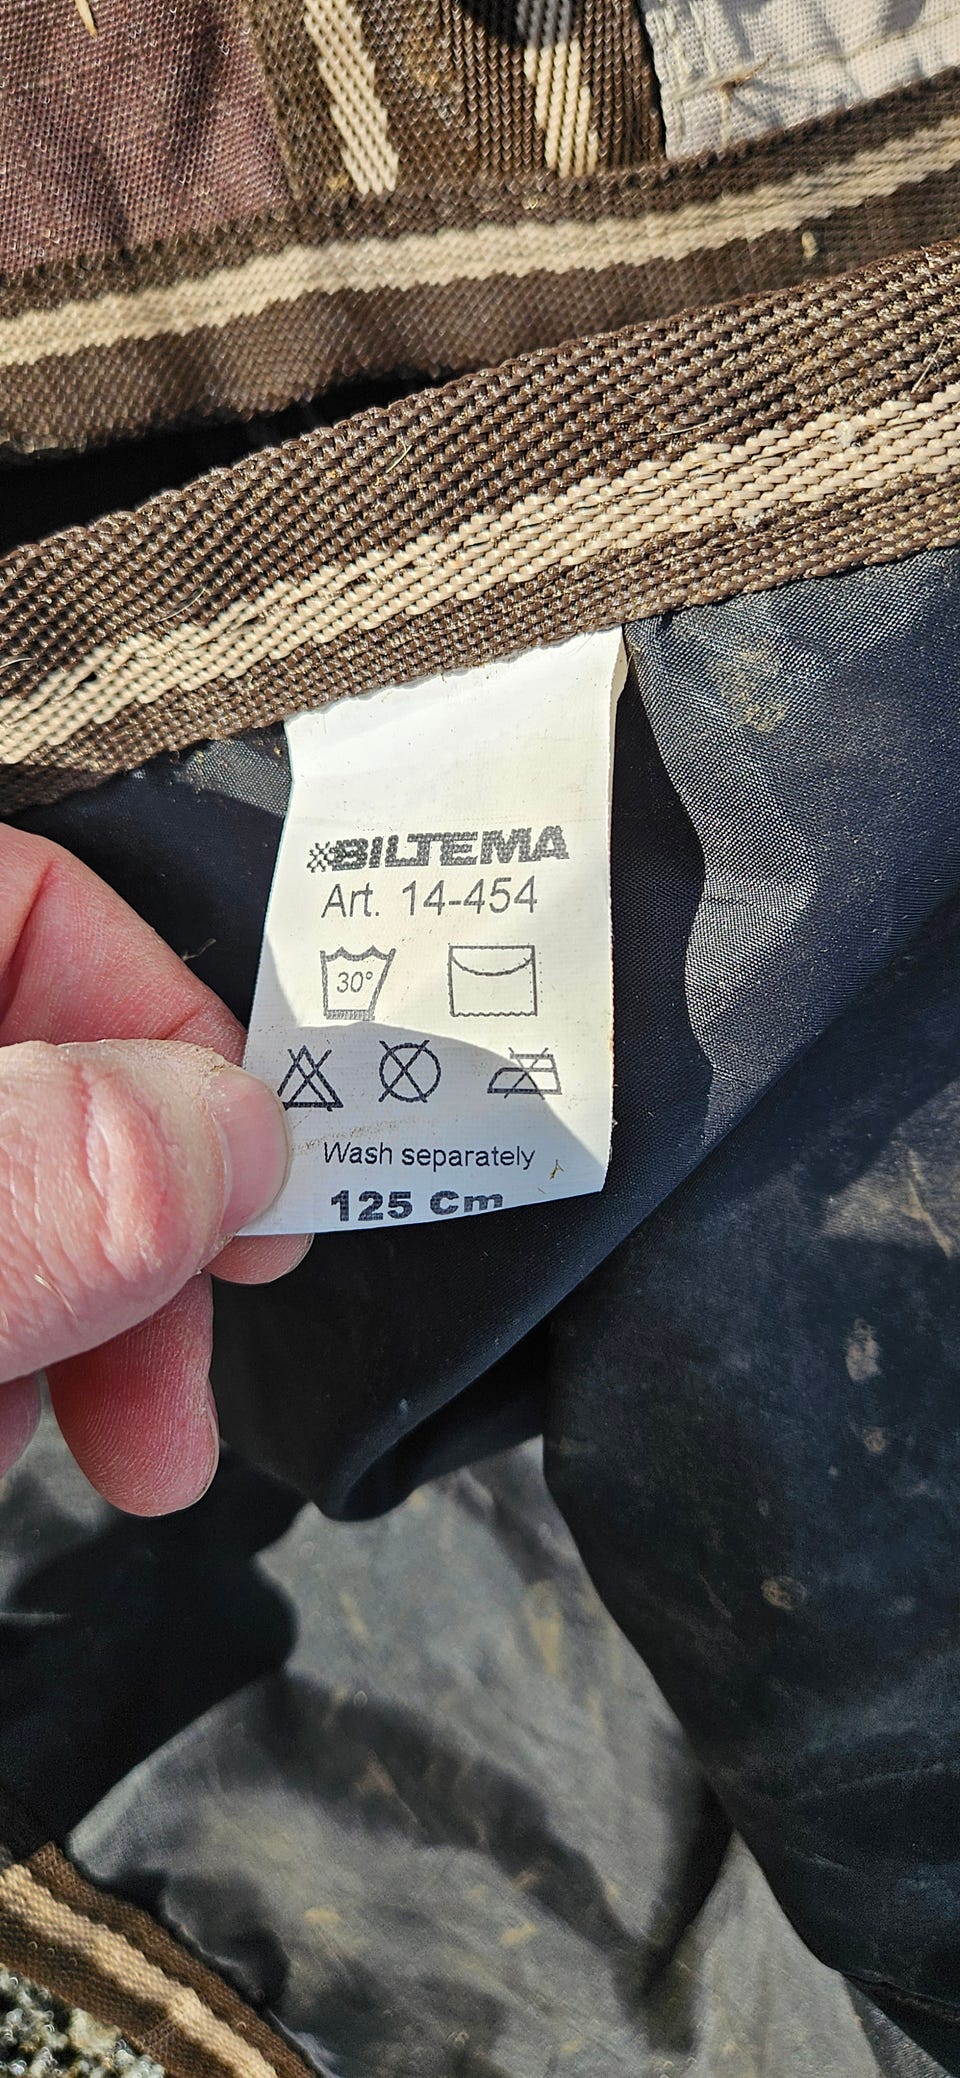 BILTEMA
Art. 14-454
30°
Wash separately
125 Cm